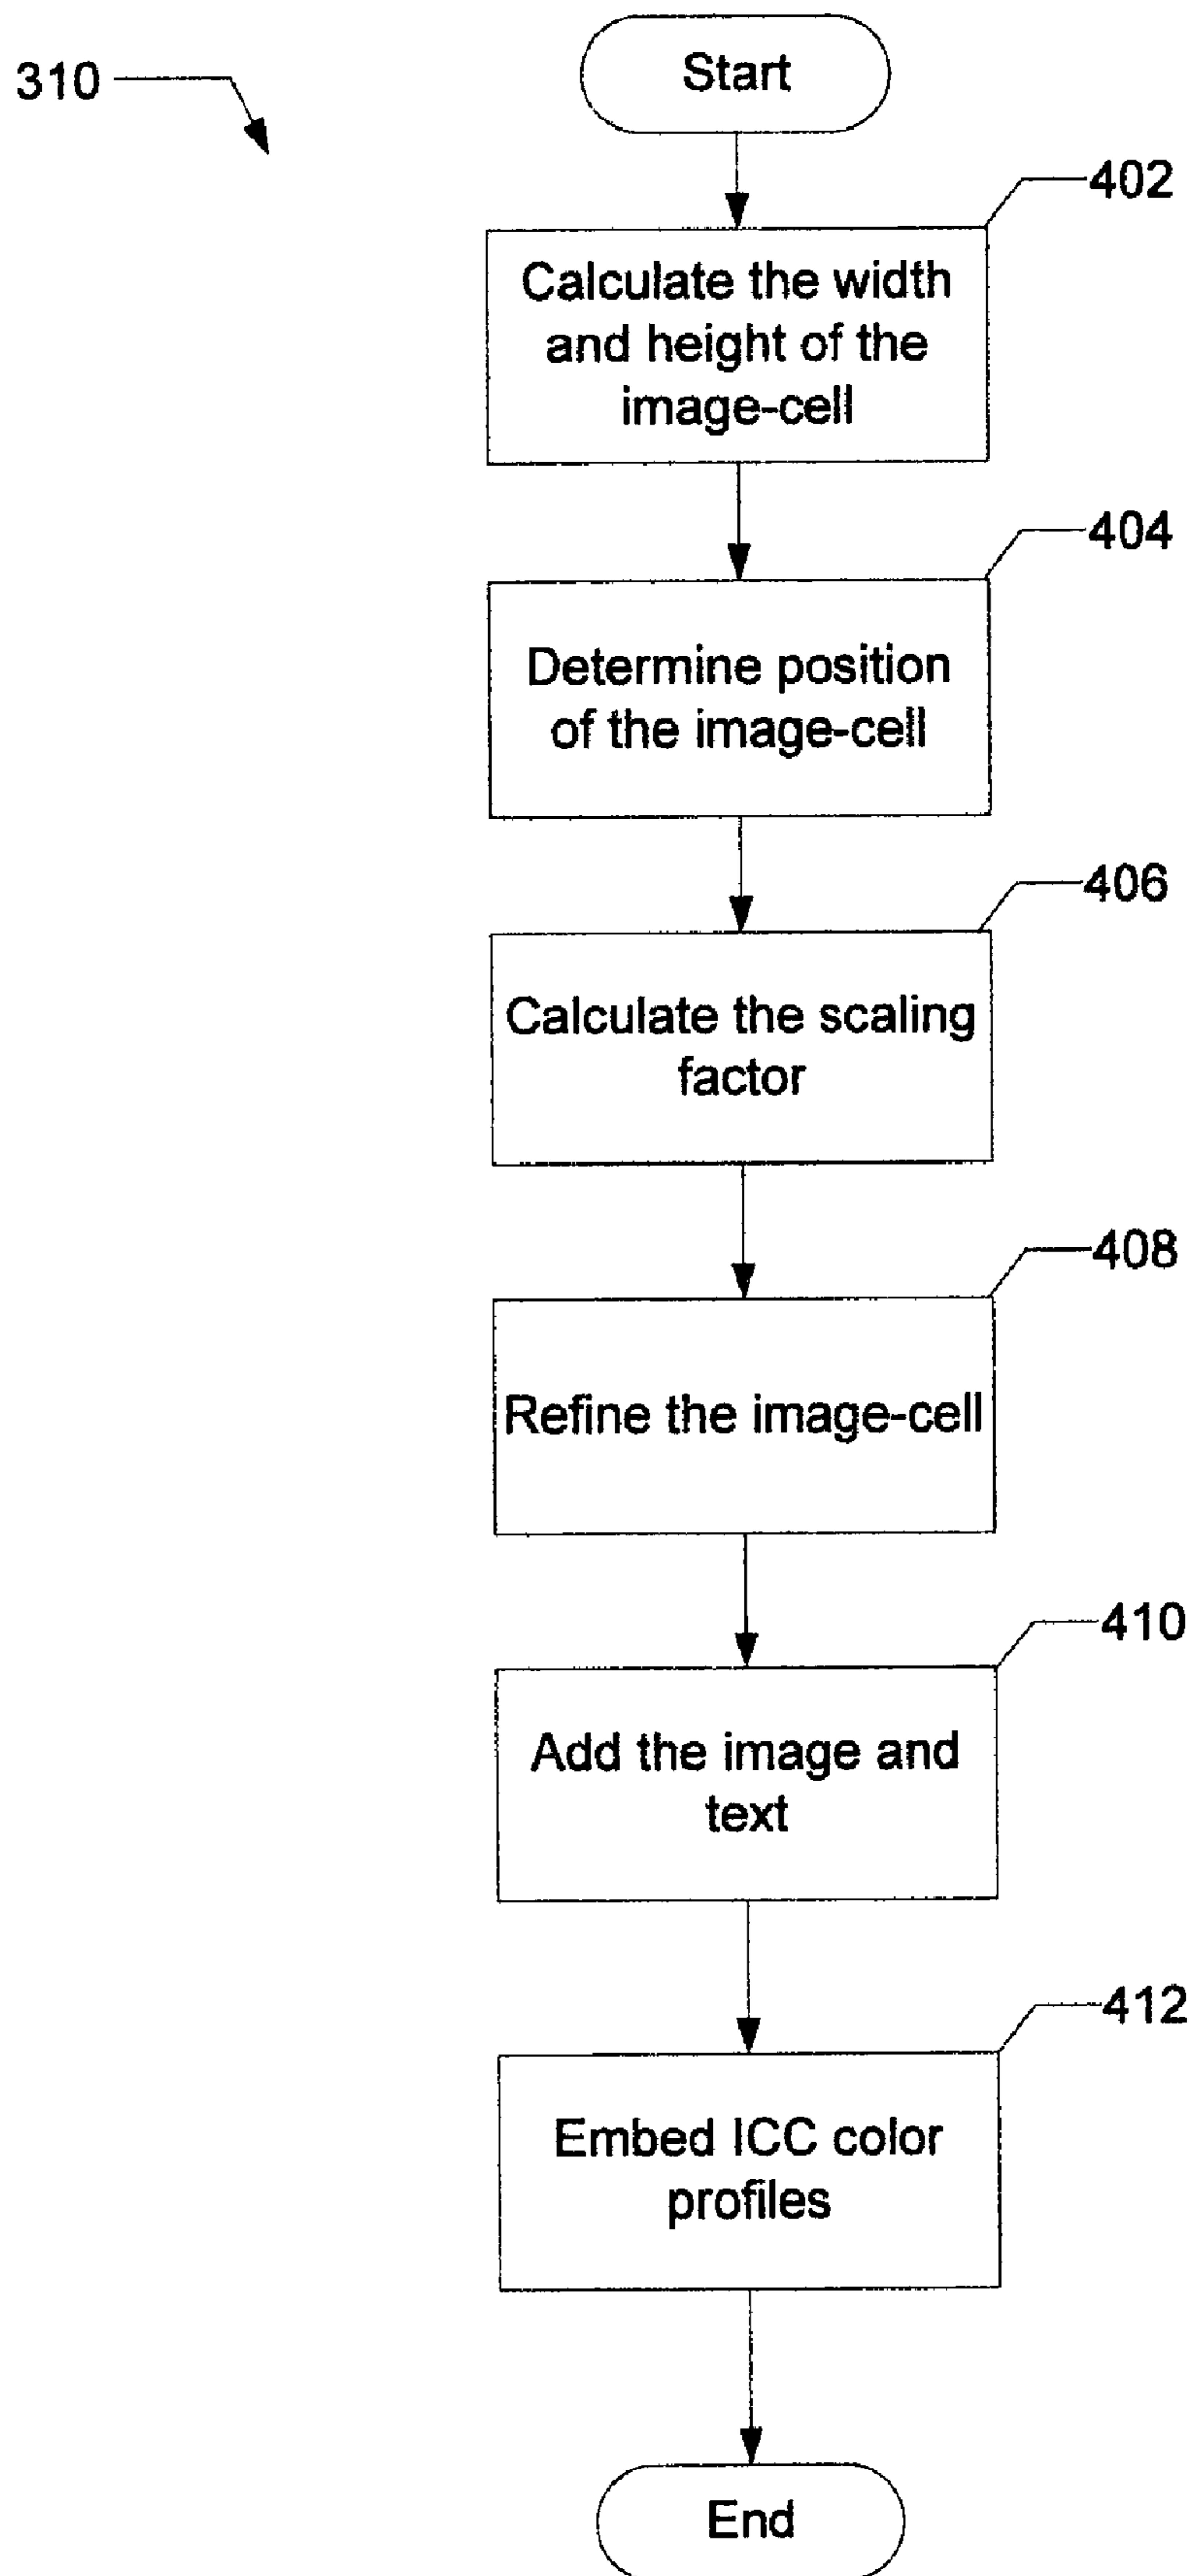 310
Start
402
Calculate the width
and height of the
image-cell
404
Determine position
of the image-cell
406
Calculate the scaling
factor
408
Refine the image-cell
410
Add the image and
text
412
Embed ICC color
profiles
End